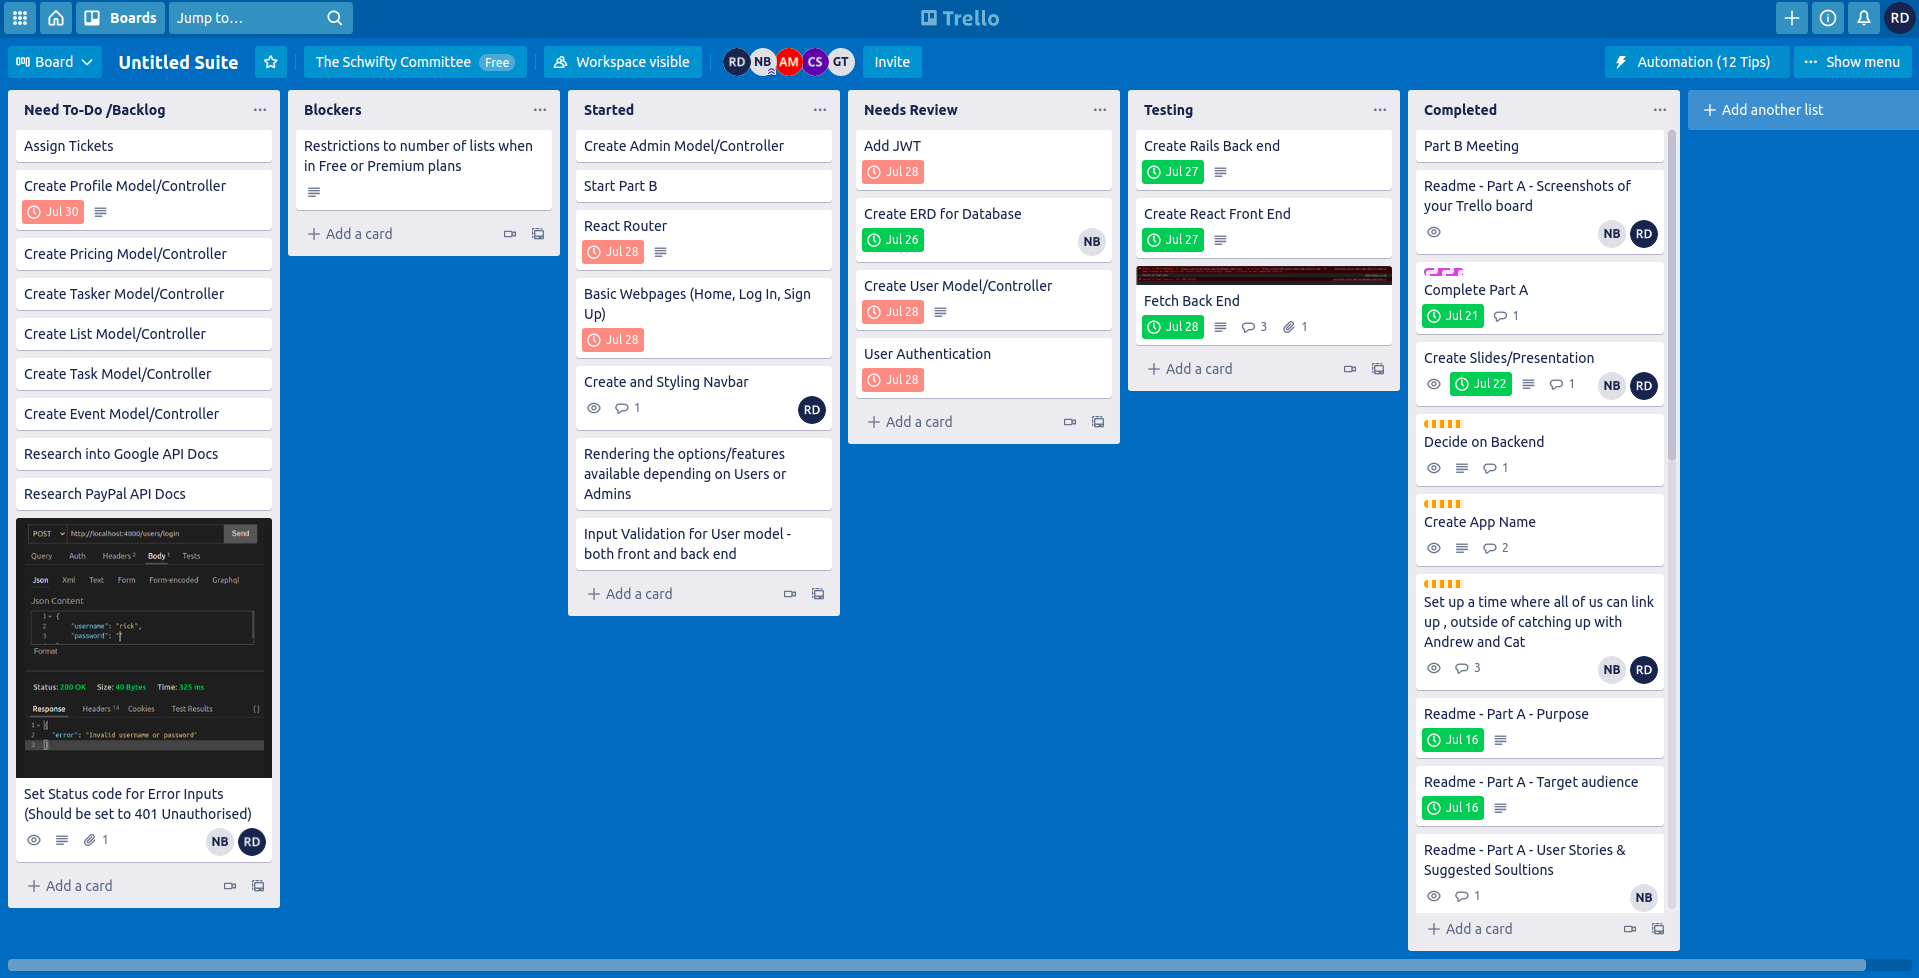 Boards
Jump to...
Trello
RD
Board
Untitled Suite
The Schwifty Committee Free
Workspace visible
RD NB AM CS GT
Invite
Automation (12 Tips)
Show menu
Need To-Do /Backlog
Assign Tickets
Create Profile Model/Controller
Jul 30
Create Pricing Model/Controller
Create Tasker Model/Controller
Create List Model/Controller
Create Task Model/Controller
Create Event Model/Controller
Research into Google API Docs
Research PayPal API Docs
POST http://localhost:4000/users/login Send
Query Auth Headers 2 Body 1 Tests
Json Xml Text Form Form-encoded Graphql
Json Content
1 {
2 "username": "rick",
3 "password": "
Format
Status: 200 OK Size: 40 Bytes Time: 325 ms
Response Headers 14 Cookies Test Results {}
1 {
2 "error": "Invalid username or password"
3 }
Set Status code for Error Inputs
(Should be set to 401 Unauthorised)
1 NB RD
+ Add a card
Blockers
Restrictions to number of lists when
in Free or Premium plans
+ Add a card
Started
Create Admin Model/Controller
Start Part B
React Router
Jul 28
Basic Webpages (Home, Log In, Sign
Up)
Jul 28
Create and Styling Navbar
1 RD
Rendering the options/features
available depending on Users or
Admins
Input Validation for User model -
both front and back end
+ Add a card
Needs Review
Add JWT
Jul 28
Create ERD for Database
Jul 26 NB
Create User Model/Controller
Jul 28
User Authentication
Jul 28
+ Add a card
Testing
Create Rails Back end
Jul 27
Create React Front End
Jul 27
Fetch Back End
Jul 28 3 1
+ Add a card
Completed
Part B Meeting
Readme - Part A - Screenshots of
your Trello board
NB RD
Complete Part A
Jul 21 1
Create Slides/Presentation
Jul 22 1 NB RD
Decide on Backend
1
Create App Name
2
Set up a time where all of us can link
up , outside of catching up with
Andrew and Cat
3 NB RD
Readme - Part A - Purpose
Jul 16
Readme - Part A - Target audience
Jul 16
Readme - Part A - User Stories &
Suggested Soultions
1 NB
+ Add a card
+ Add another list